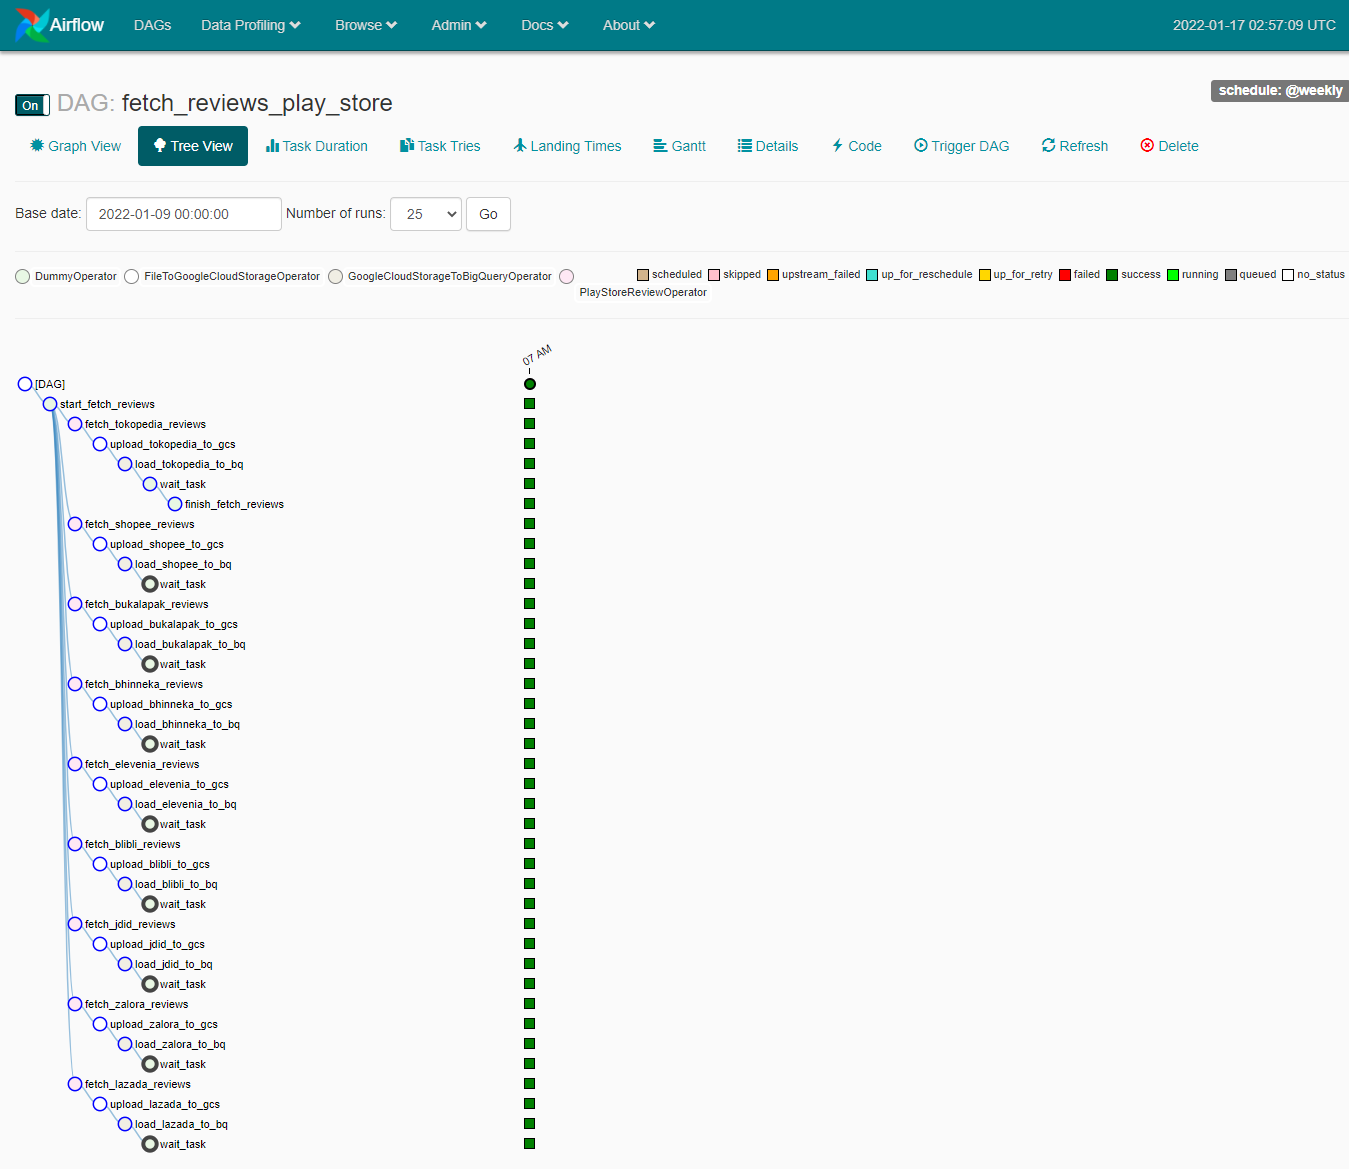 Airflow DAGs Data Profiling Browse Admin Docs About 2022-01-17 02:57:09 UTC
On DAG: fetch_reviews_play_store schedule: @weekly
Graph View Tree View Task Duration Task Tries Landing Times Gantt Details Code Trigger DAG Refresh Delete
Base date: 2022-01-09 00:00:00 Number of runs: 25 Go
DummyOperator FileToGoogleCloudStorageOperator GoogleCloudStorageToBigQueryOperator PlayStoreReviewOperator
scheduled skipped upstream_failed up_for_reschedule up_for_retry failed success running queued no_status
07 AM
[DAG]
start_fetch_reviews
fetch_tokopedia_reviews
upload_tokopedia_to_gcs
load_tokopedia_to_bq
wait_task
finish_fetch_reviews
fetch_shopee_reviews
upload_shopee_to_gcs
load_shopee_to_bq
wait_task
fetch_bukalapak_reviews
upload_bukalapak_to_gcs
load_bukalapak_to_bq
wait_task
fetch_bhinneka_reviews
upload_bhinneka_to_gcs
load_bhinneka_to_bq
wait_task
fetch_elevenia_reviews
upload_elevenia_to_gcs
load_elevenia_to_bq
wait_task
fetch_blibli_reviews
upload_blibli_to_gcs
load_blibli_to_bq
wait_task
fetch_jdid_reviews
upload_jdid_to_gcs
load_jdid_to_bq
wait_task
fetch_zalora_reviews
upload_zalora_to_gcs
load_zalora_to_bq
wait_task
fetch_lazada_reviews
upload_lazada_to_gcs
load_lazada_to_bq
wait_task